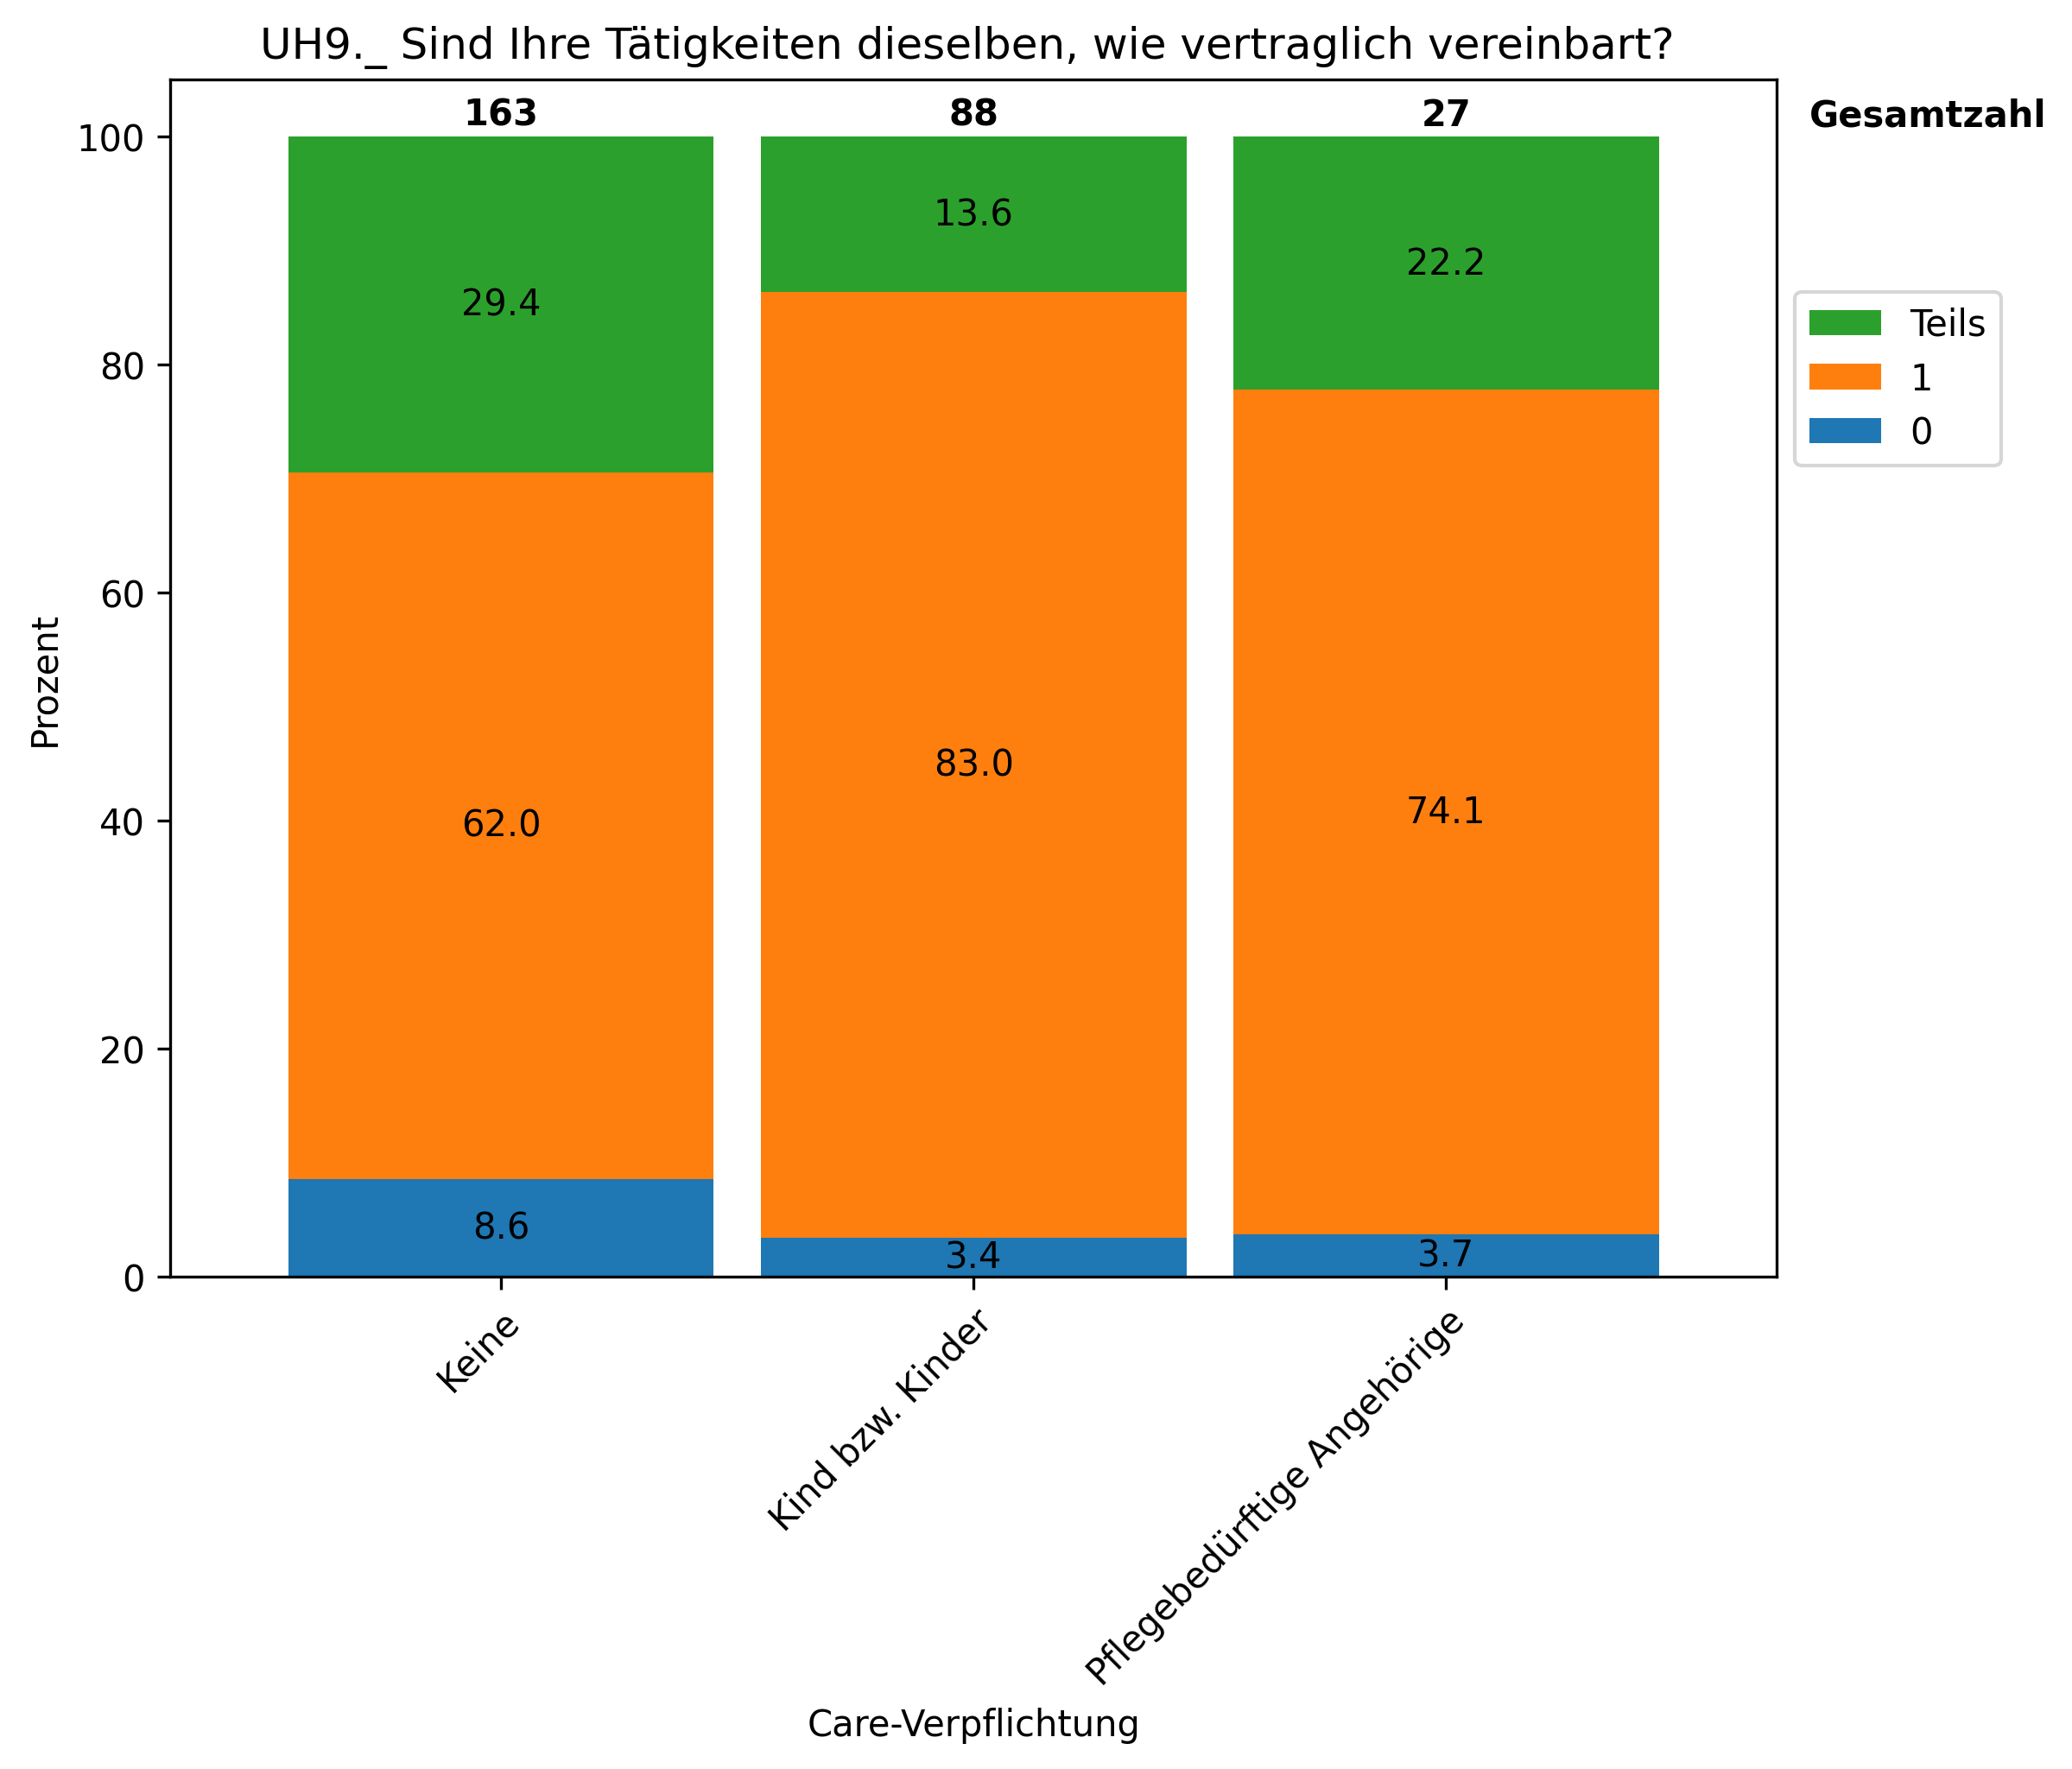 UH9._ Sind Ihre Tätigkeiten dieselben, wie vertraglich vereinbart?
163 88 27 Gesamtzahl
100
80
60
40
20
0
Prozent
29.4
62.0
8.6
13.6
83.0
3.4
22.2
74.1
3.7
Teils
1
0
Keine
Kind bzw. Kinder
Pflegebedürftige Angehörige
Care-Verpflichtung